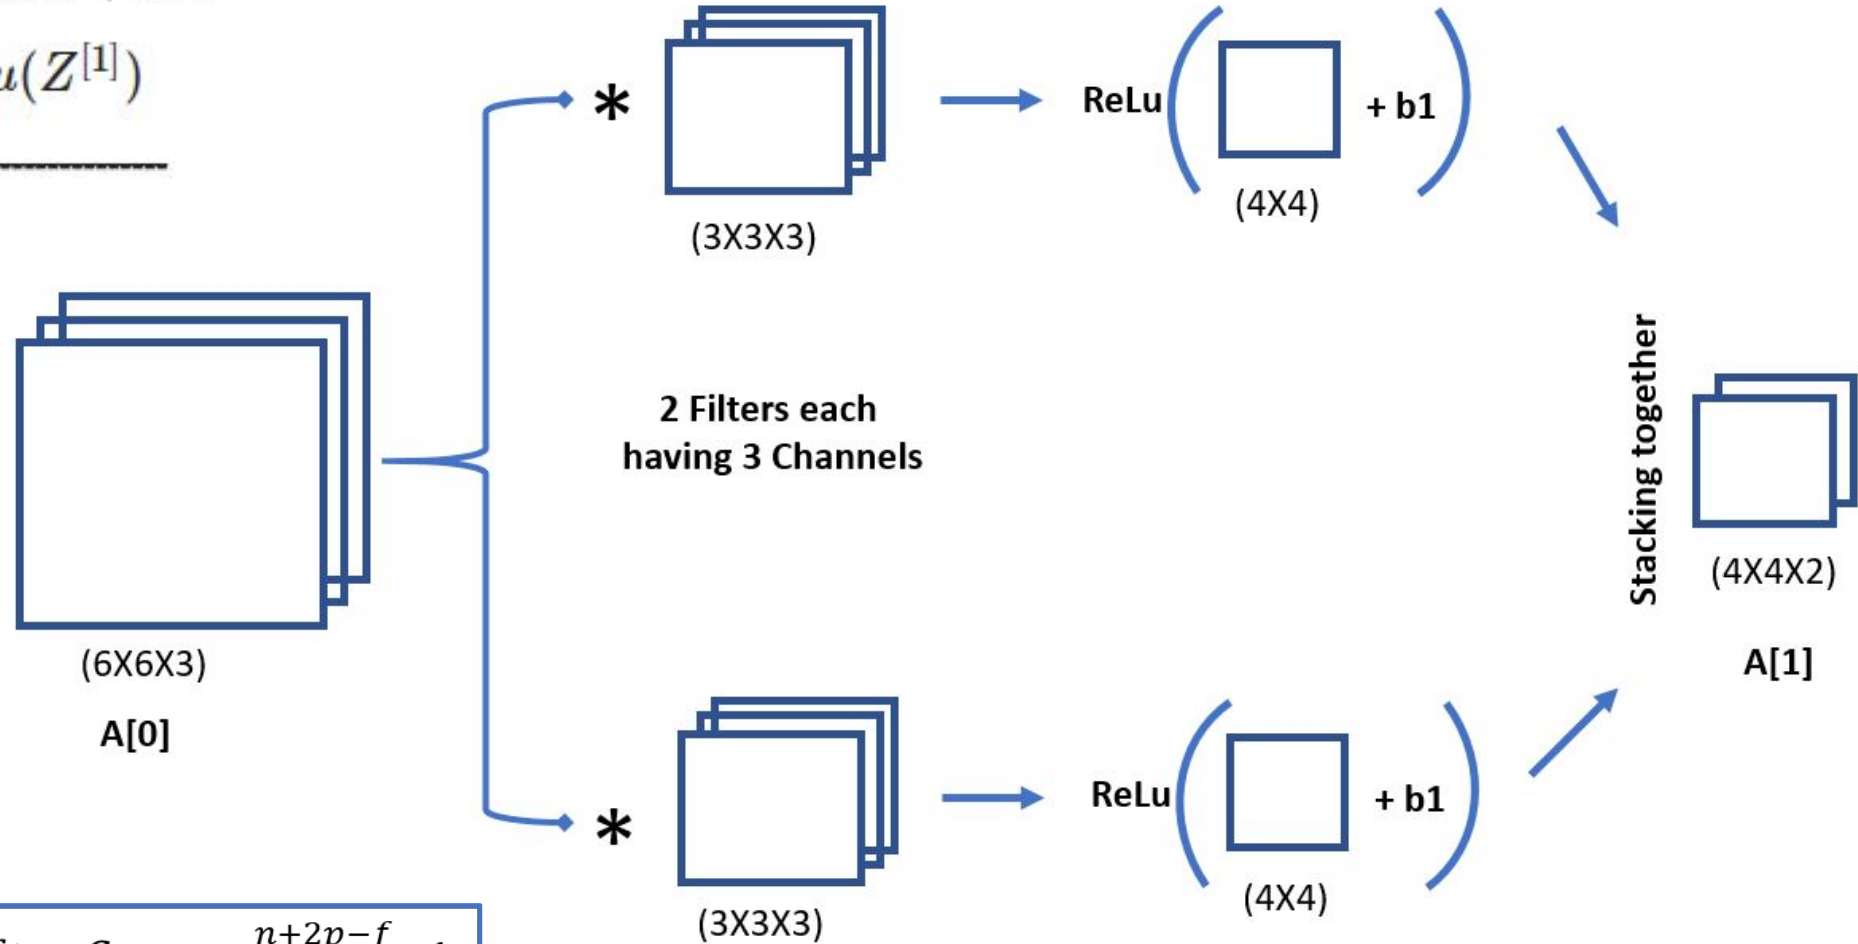 u(Z^[1])
*
(3X3X3)
ReLu
+ b1
(4X4)
(6X6X3)
A[0]
2 Filters each
having 3 Channels
Stacking together
(4X4X2)
A[1]
*
(3X3X3)
ReLu
+ b1
(4X4)
n+2p−f